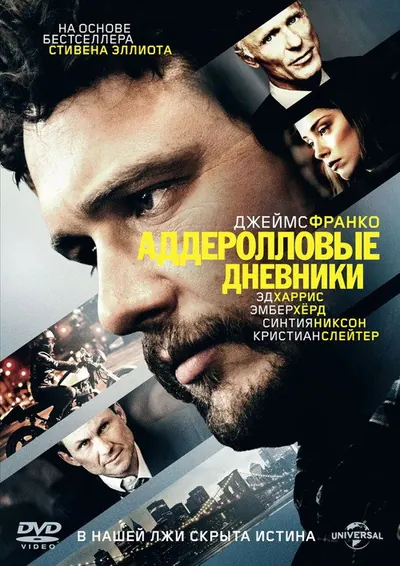 НА ОСНОВЕ
БЕСТСЕЛЛЕРА
СТИВЕНА ЭЛЛИОТА
ДЖЕЙМСФРАНКО
АДДЕРОЛЛОВЫЕ
ДНЕВНИКИ
ЭДХАРРИС
ЭМБЕРХЁРД
СИНТИЯНИКСОН
КРИСТИАНСЛЕЙТЕР
DVD
VIDEO
В НАШЕЙ ЛЖИ СКРЫТА ИСТИНА
UNIVERSAL